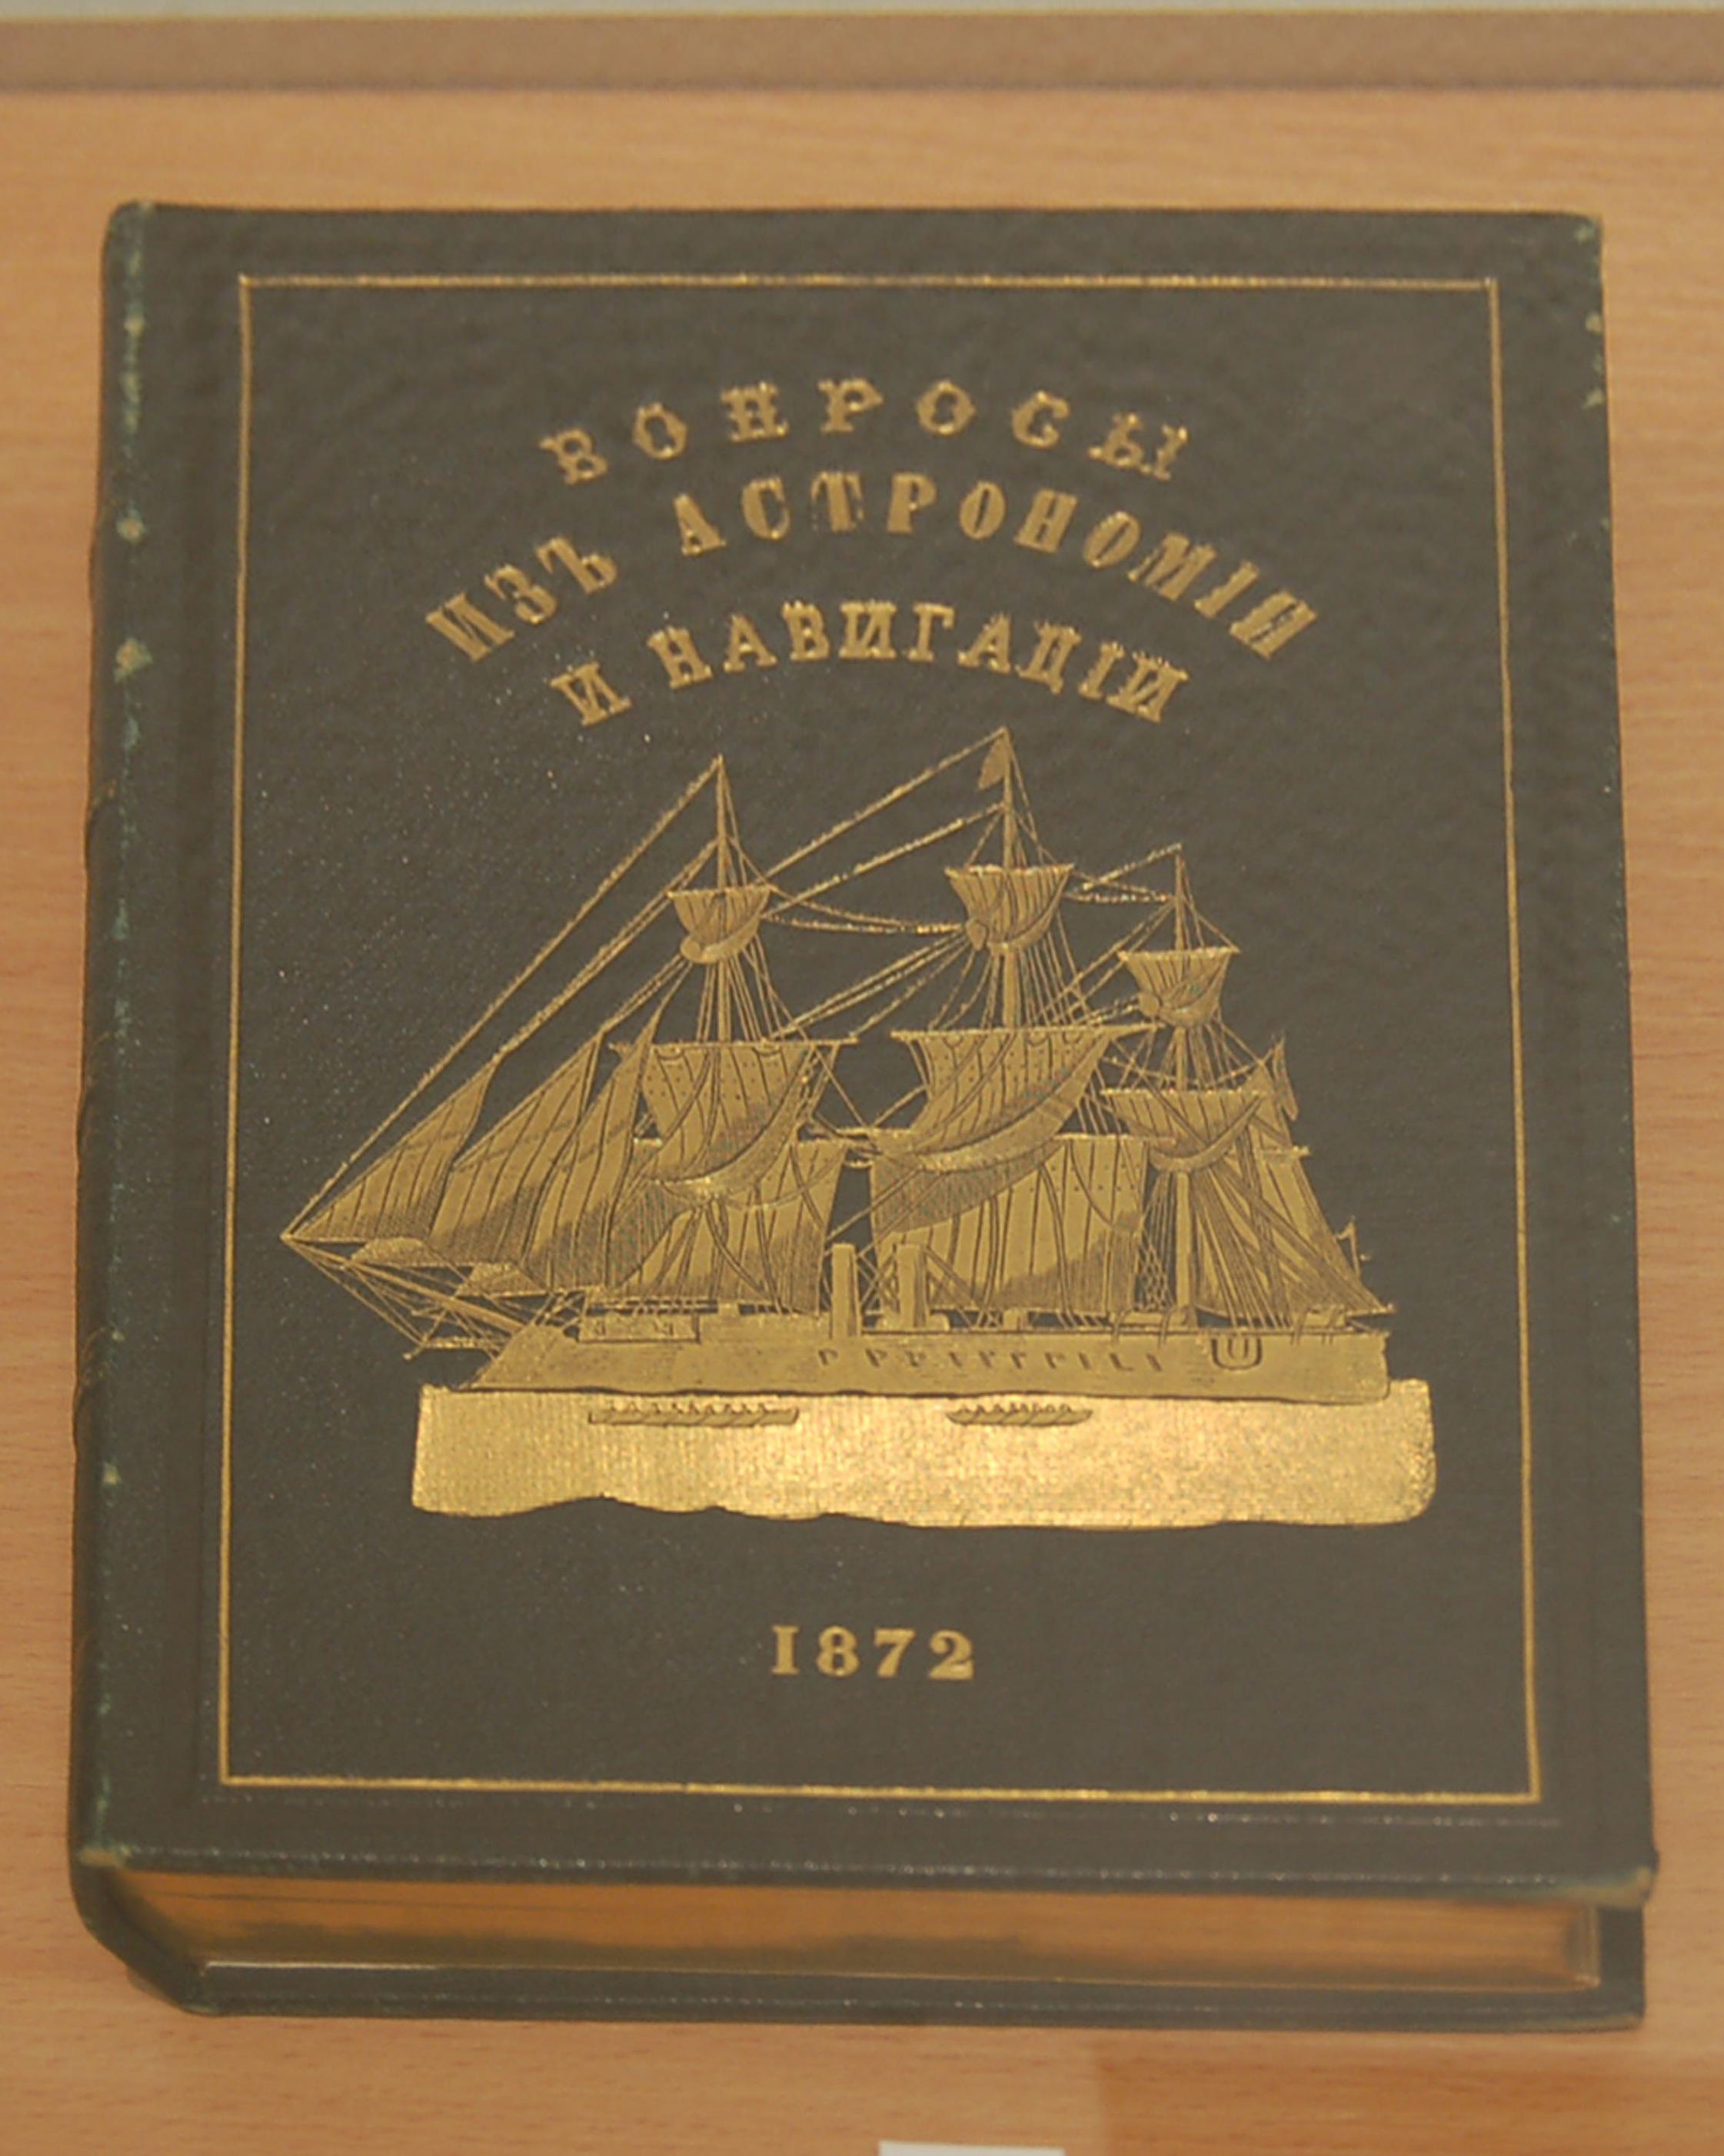 ВОПРОСЫ
ИЗЪ АСТРОНОМІИ
И НАВИГАЦІИ
1872